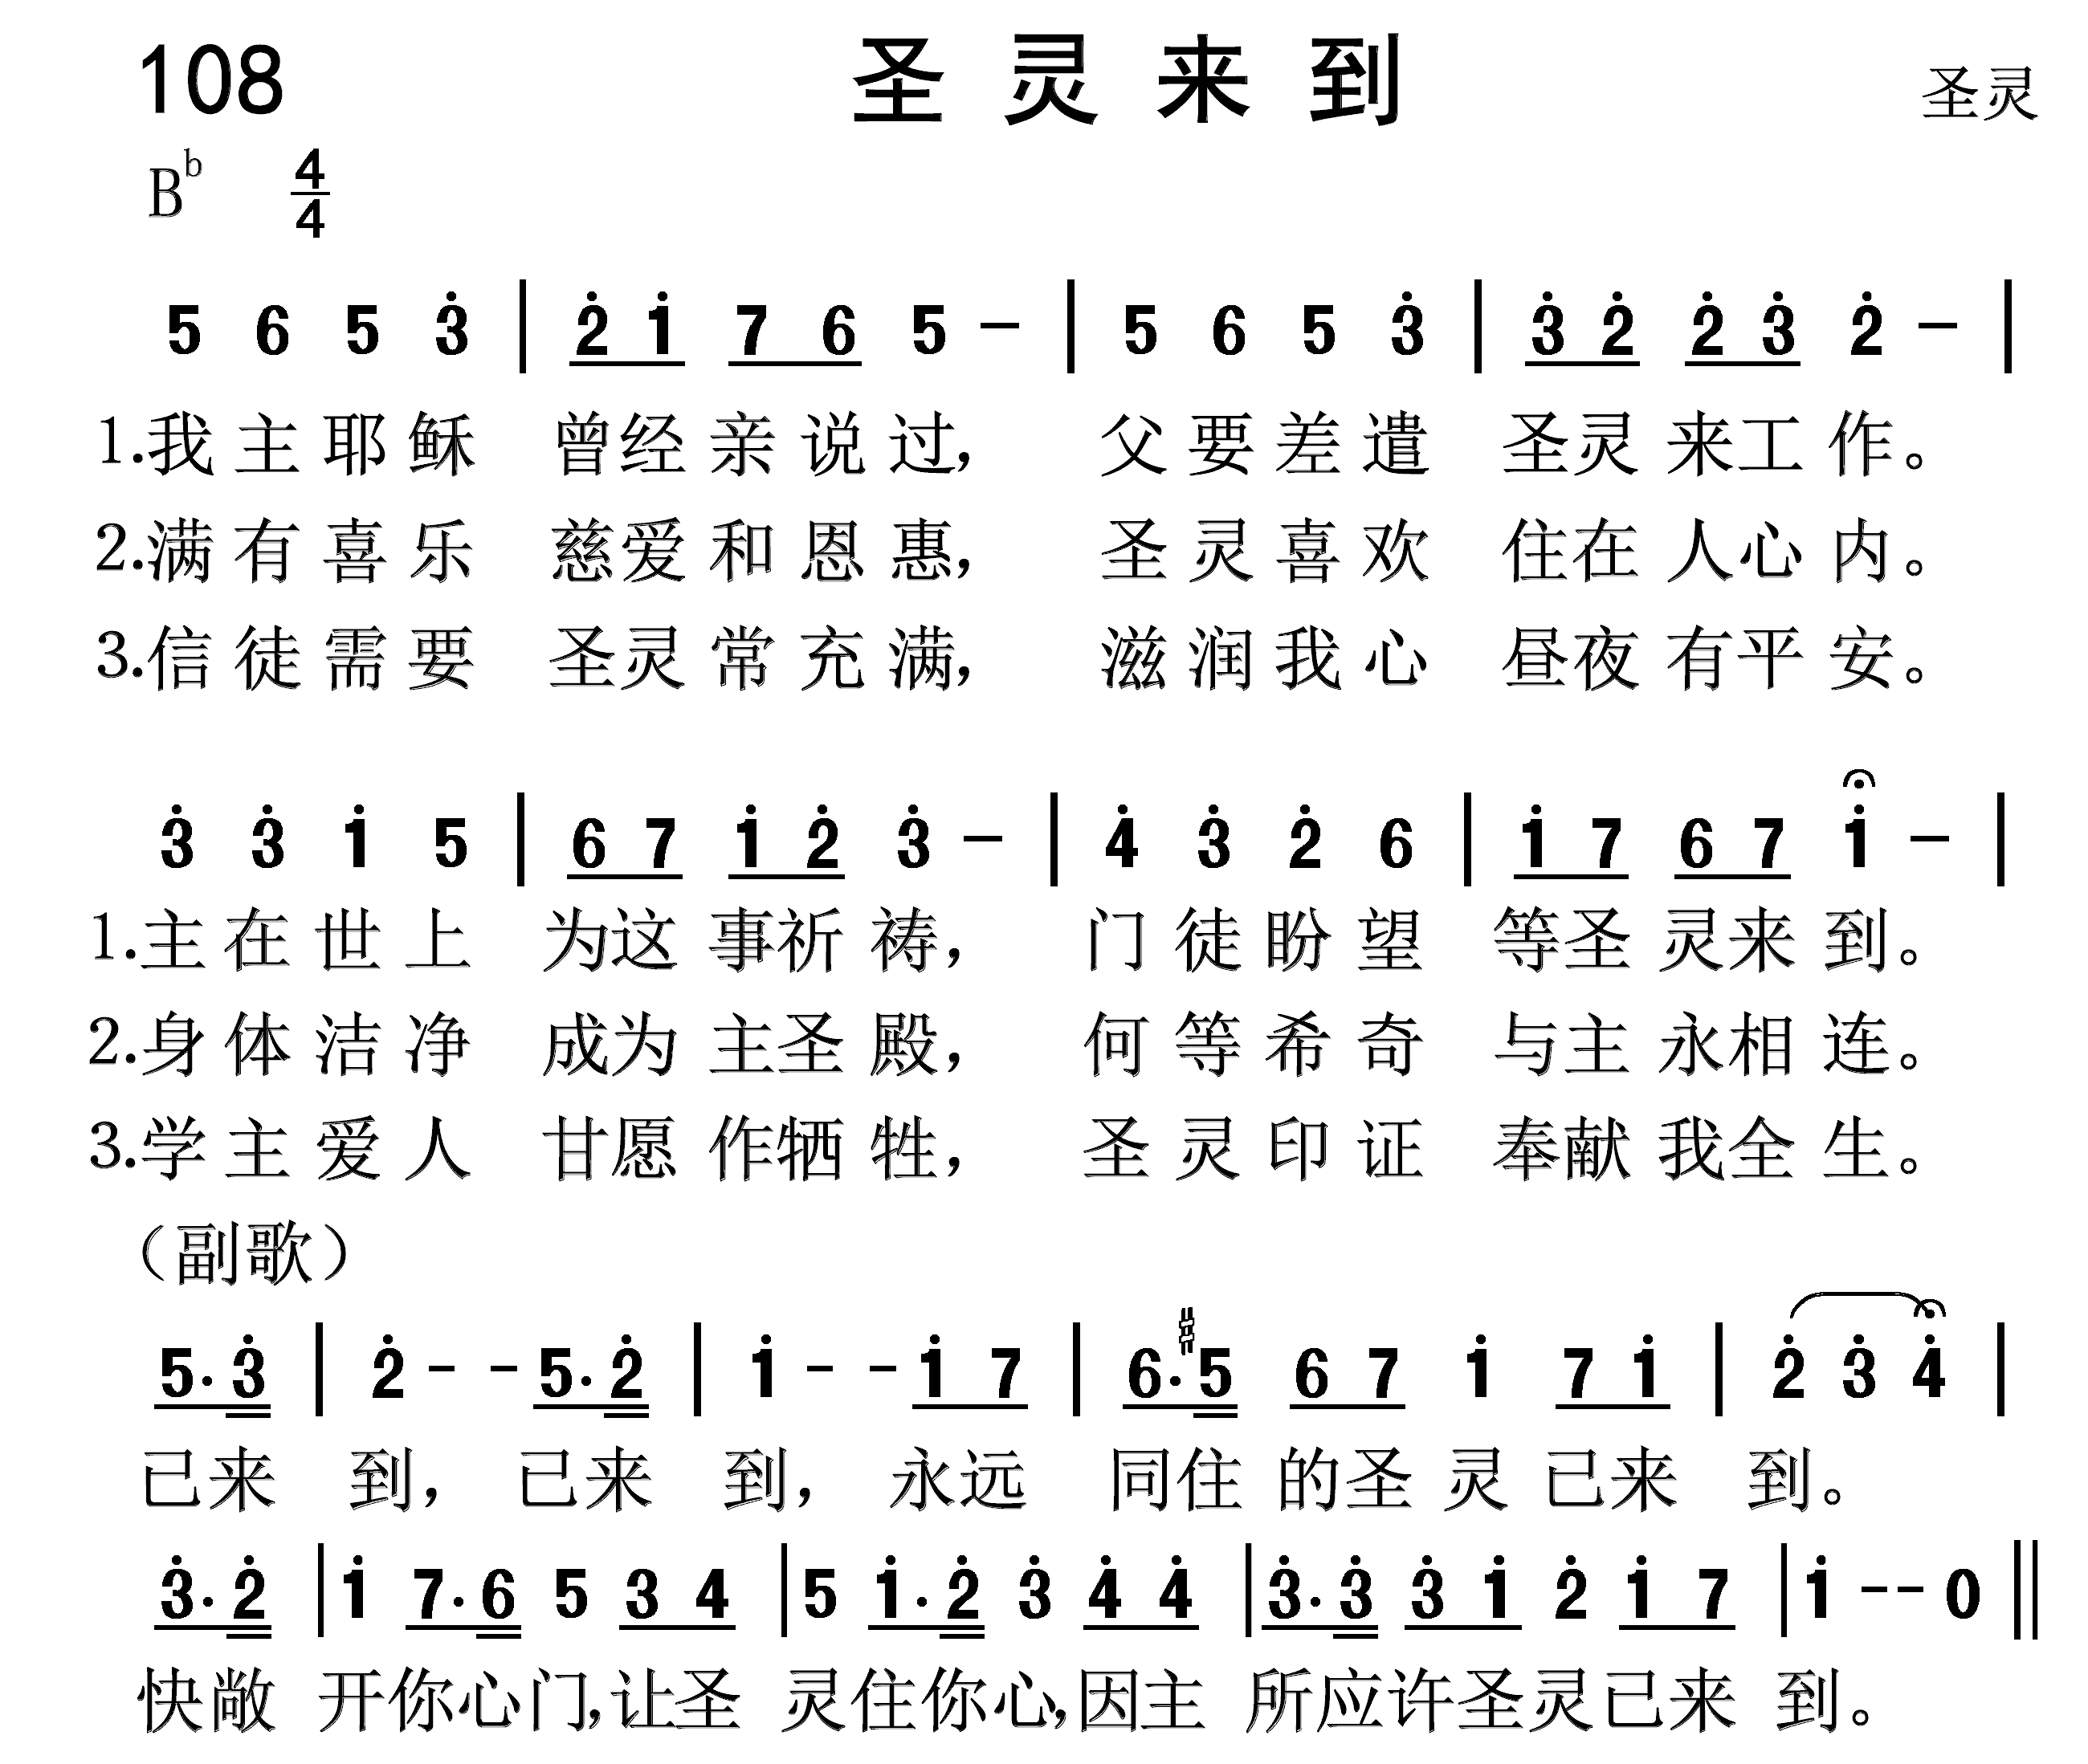 108 圣灵来到 圣灵
B♭ 4/4
5 6 5 3̇ | 2̇ 1̇ 7 6 5 – | 5 6 5 3̇ | 3̇ 2̇ 2̇ 3̇ 2̇ – |
1.我主耶稣 曾经亲说过， 父要差遣 圣灵来工作。
2.满有喜乐 慈爱和恩惠， 圣灵喜欢 住在人心内。
3.信徒需要 圣灵常充满， 滋润我心 昼夜有平安。
3̇ 3̇ 1̇ 5 | 6 7 1̇ 2̇ 3̇ – | 4̇ 3̇ 2̇ 6 | 1̇ 7 6 7 1̇ – |
1.主在世上 为这事祈祷， 门徒盼望 等圣灵来到。
2.身体洁净 成为主圣殿， 何等希奇 与主永相连。
3.学主爱人 甘愿作牺牲， 圣灵印证 奉献我全生。
（副歌）
5· 3̇ | 2̇ – – 5· 2̇ | 1̇ – – 1̇ 7 | 6· #5 6 7 1̇ 7 1̇ | 2̇ 3̇ 4̇ |
已来 到， 已来 到， 永远 同住 的圣 灵 已来 到。
3̇· 2̇ | 1̇ 7· 6 5 3 4 | 5 1̇· 2̇ 3̇ 4̇ 4̇ | 3̇· 3̇ 3̇ 1̇ 2̇ 1̇ 7 | 1̇ – – 0 ‖
快敞 开你心门，让圣 灵住你心，因主 所应许圣灵已来 到。